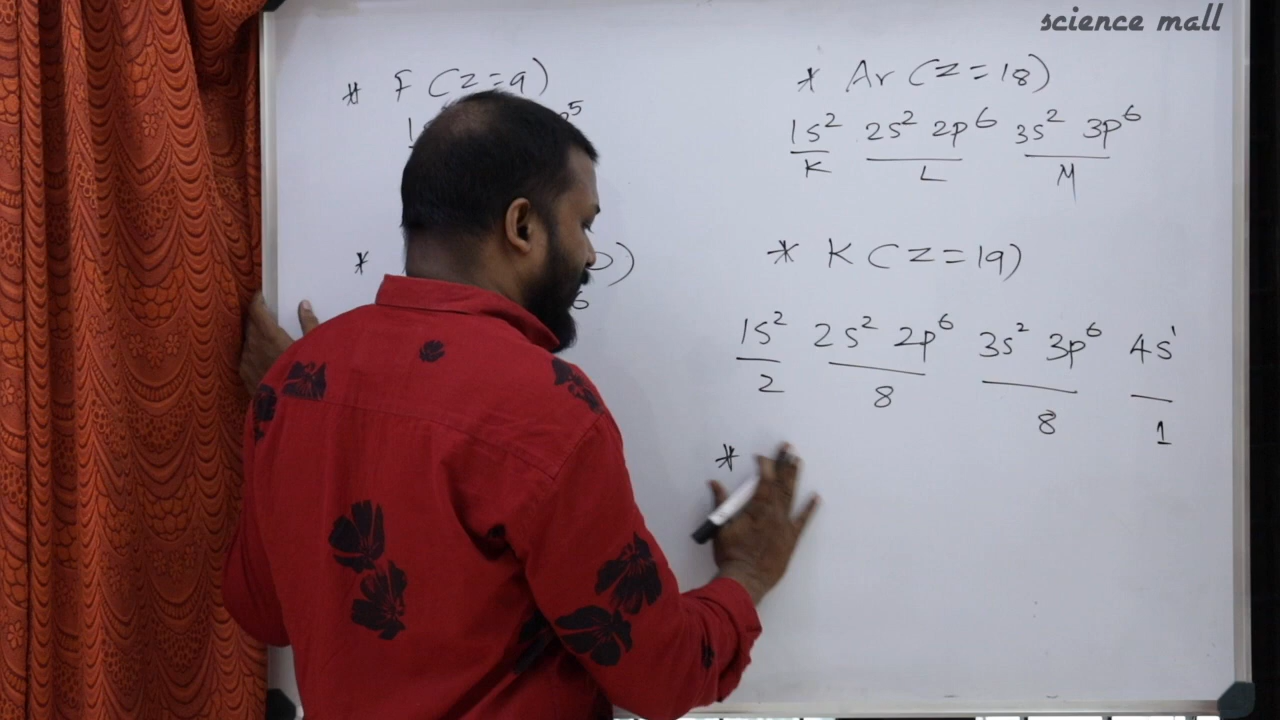 science mall
* F (Z=9)
* Ar (Z=18)
1s² 2s² 2p⁶ 3s² 3p⁶
K L M
* K (Z=19)
1s² 2s² 2p⁶ 3s² 3p⁶ 4s¹
2 8 8 1
*